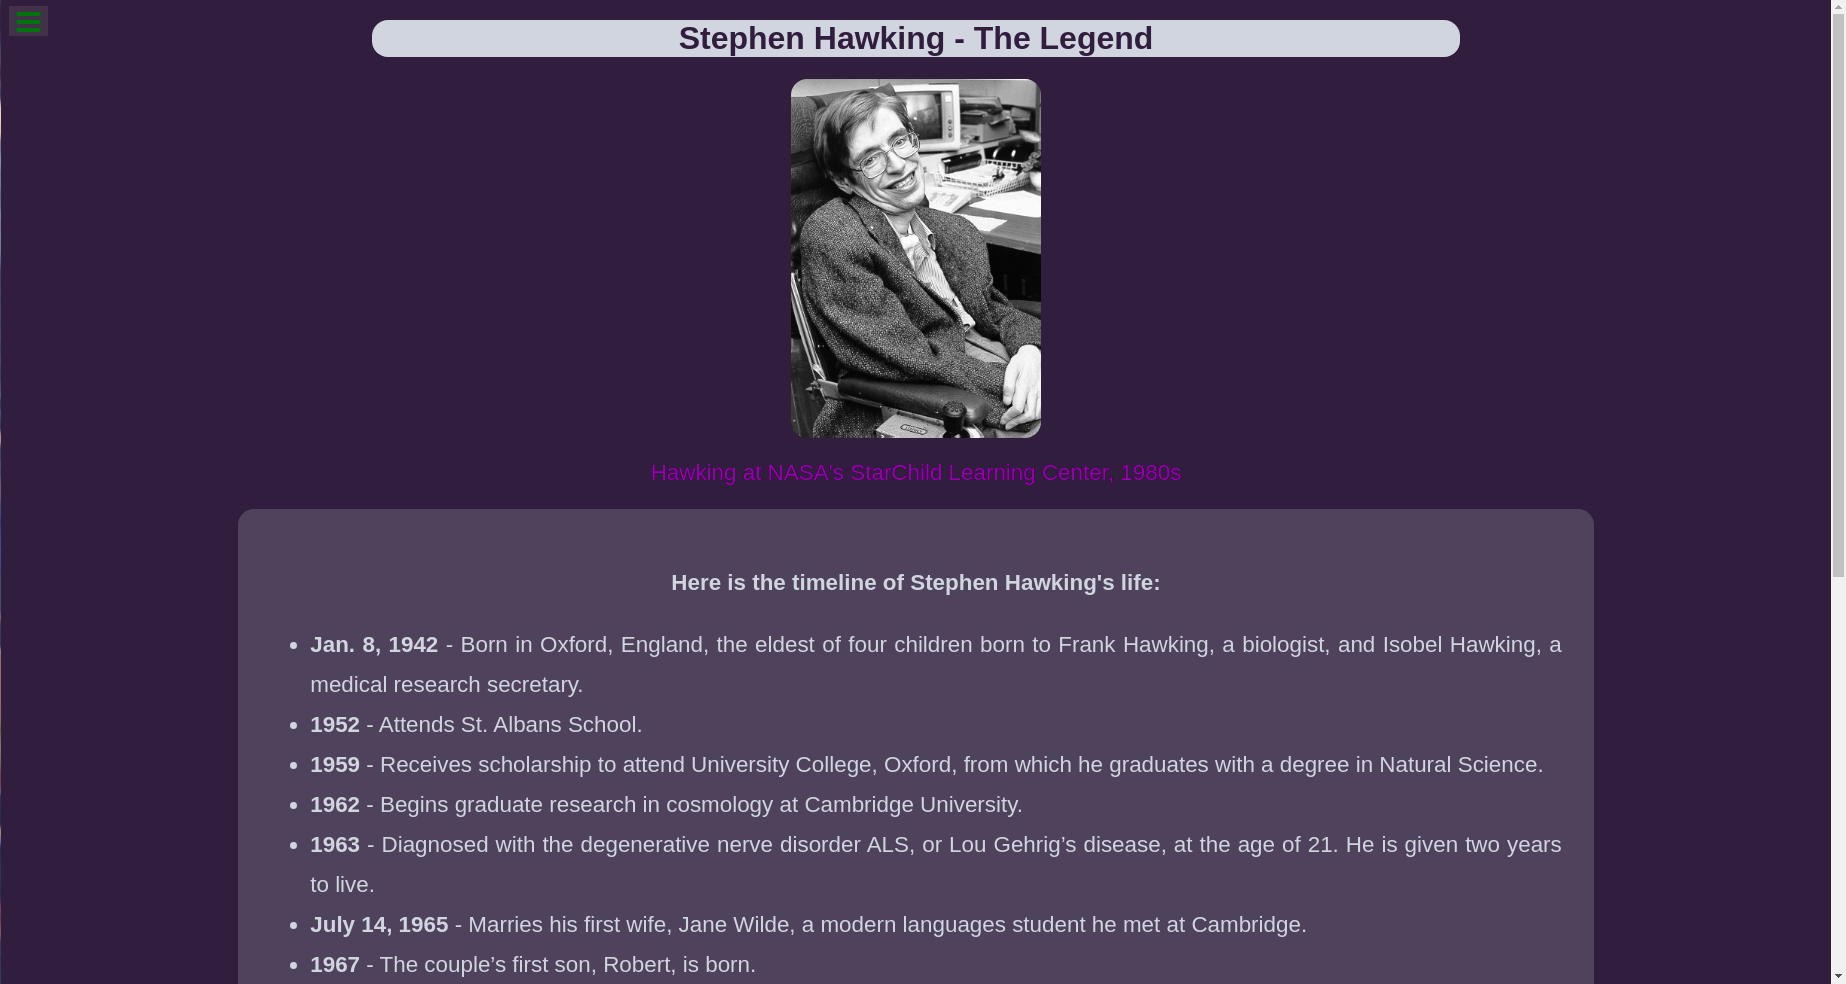 Stephen Hawking - The Legend
Hawking at NASA's StarChild Learning Center, 1980s
Here is the timeline of Stephen Hawking's life:
• Jan. 8, 1942 - Born in Oxford, England, the eldest of four children born to Frank Hawking, a biologist, and Isobel Hawking, a
medical research secretary.
• 1952 - Attends St. Albans School.
• 1959 - Receives scholarship to attend University College, Oxford, from which he graduates with a degree in Natural Science.
• 1962 - Begins graduate research in cosmology at Cambridge University.
• 1963 - Diagnosed with the degenerative nerve disorder ALS, or Lou Gehrig’s disease, at the age of 21. He is given two years
to live.
• July 14, 1965 - Marries his first wife, Jane Wilde, a modern languages student he met at Cambridge.
• 1967 - The couple’s first son, Robert, is born.